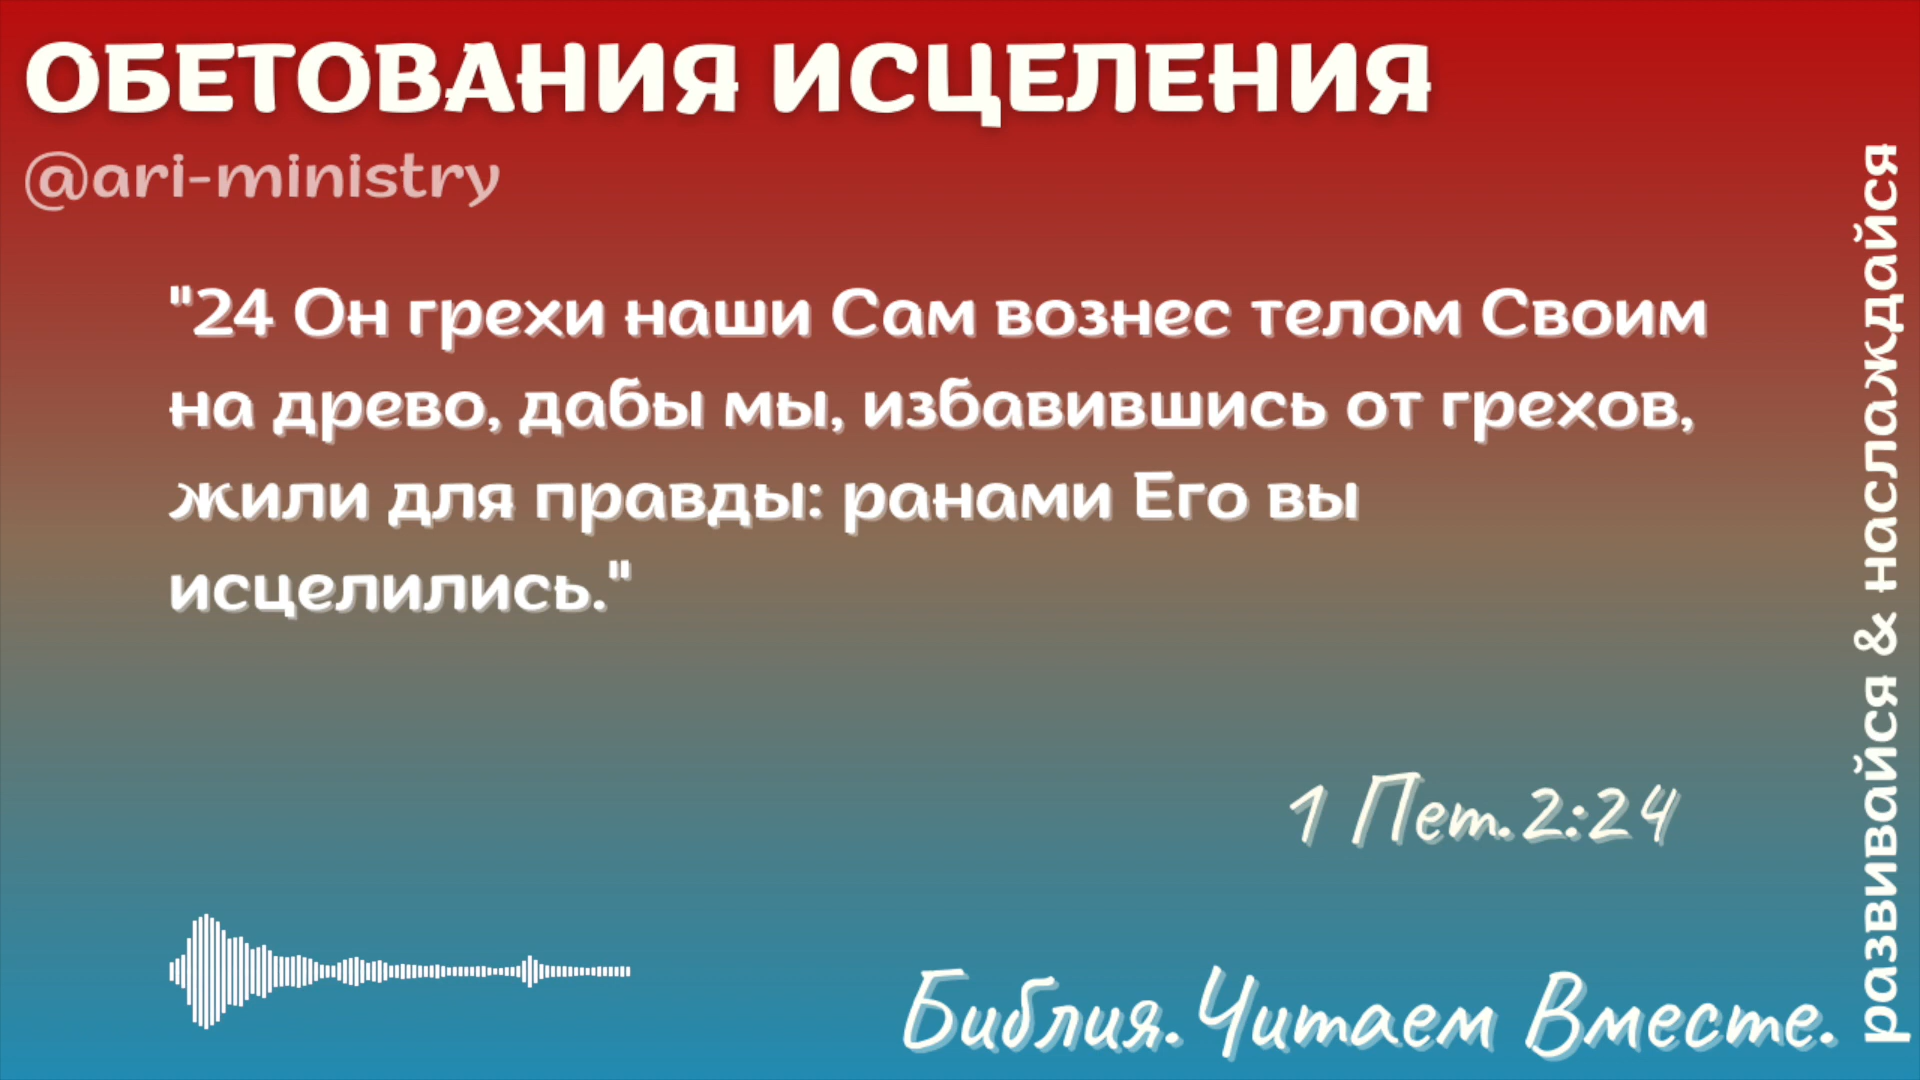 ОБЕТОВАНИЯ ИСЦЕЛЕНИЯ
@ari-ministry
"24 Он грехи наши Сам вознес телом Своим
на древо, дабы мы, избавившись от грехов,
жили для правды: ранами Его вы
исцелились."
1 Пет.2:24
Библия.Читаем Вместе.
развивайся & наслаждайся